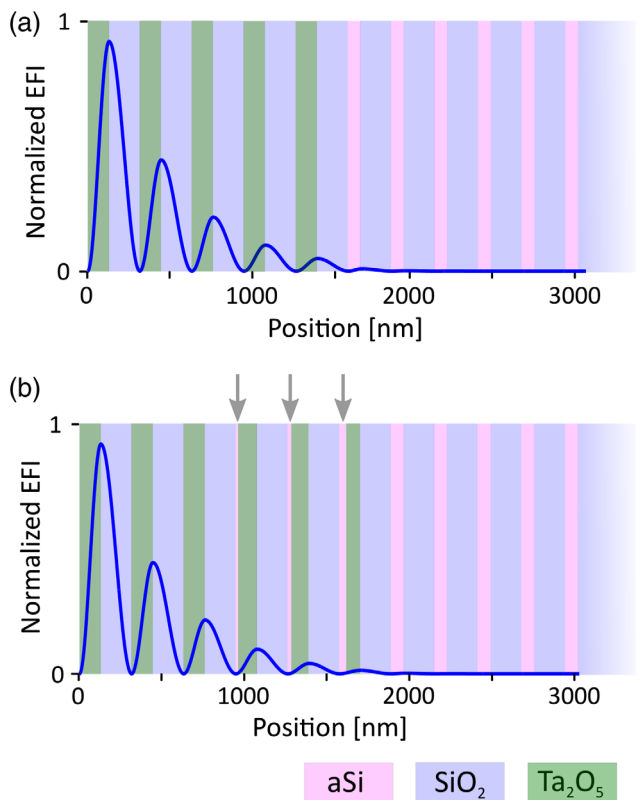 (a)
1
Normalized EFI
0
0 1000 2000 3000
Position [nm]
(b)
1
Normalized EFI
0
0 1000 2000 3000
Position [nm]
aSi SiO₂ Ta₂O₅